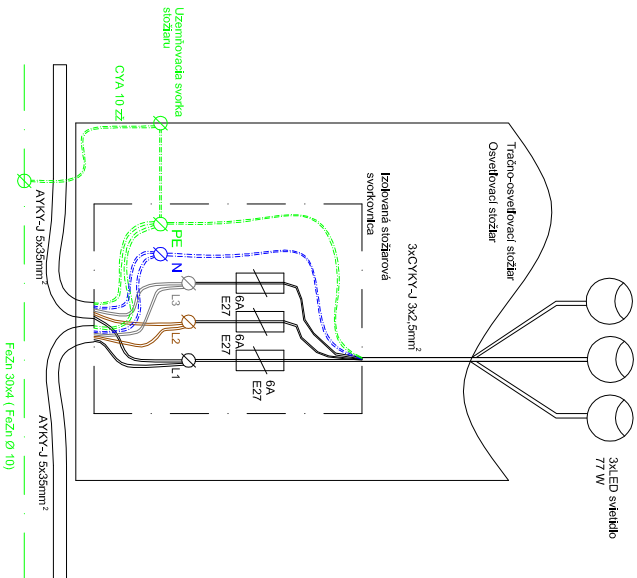 3xLED svietidlo
77 W
Tračno-osvetľovací stožiar
Osvetľovací stožiar
3xCYKY-J 3x2,5mm²
Izolovaná stožiarová
svorkovnica
6A
E27
6A
E27
6A
E27
L3
L2
L1
N
PE
Uzemňovacia svorka
stožiaru
CYA 10 zž
AYKY-J 5x35mm²
AYKY-J 5x35mm²
FeZn 30x4 ( FeZn Ø 10)